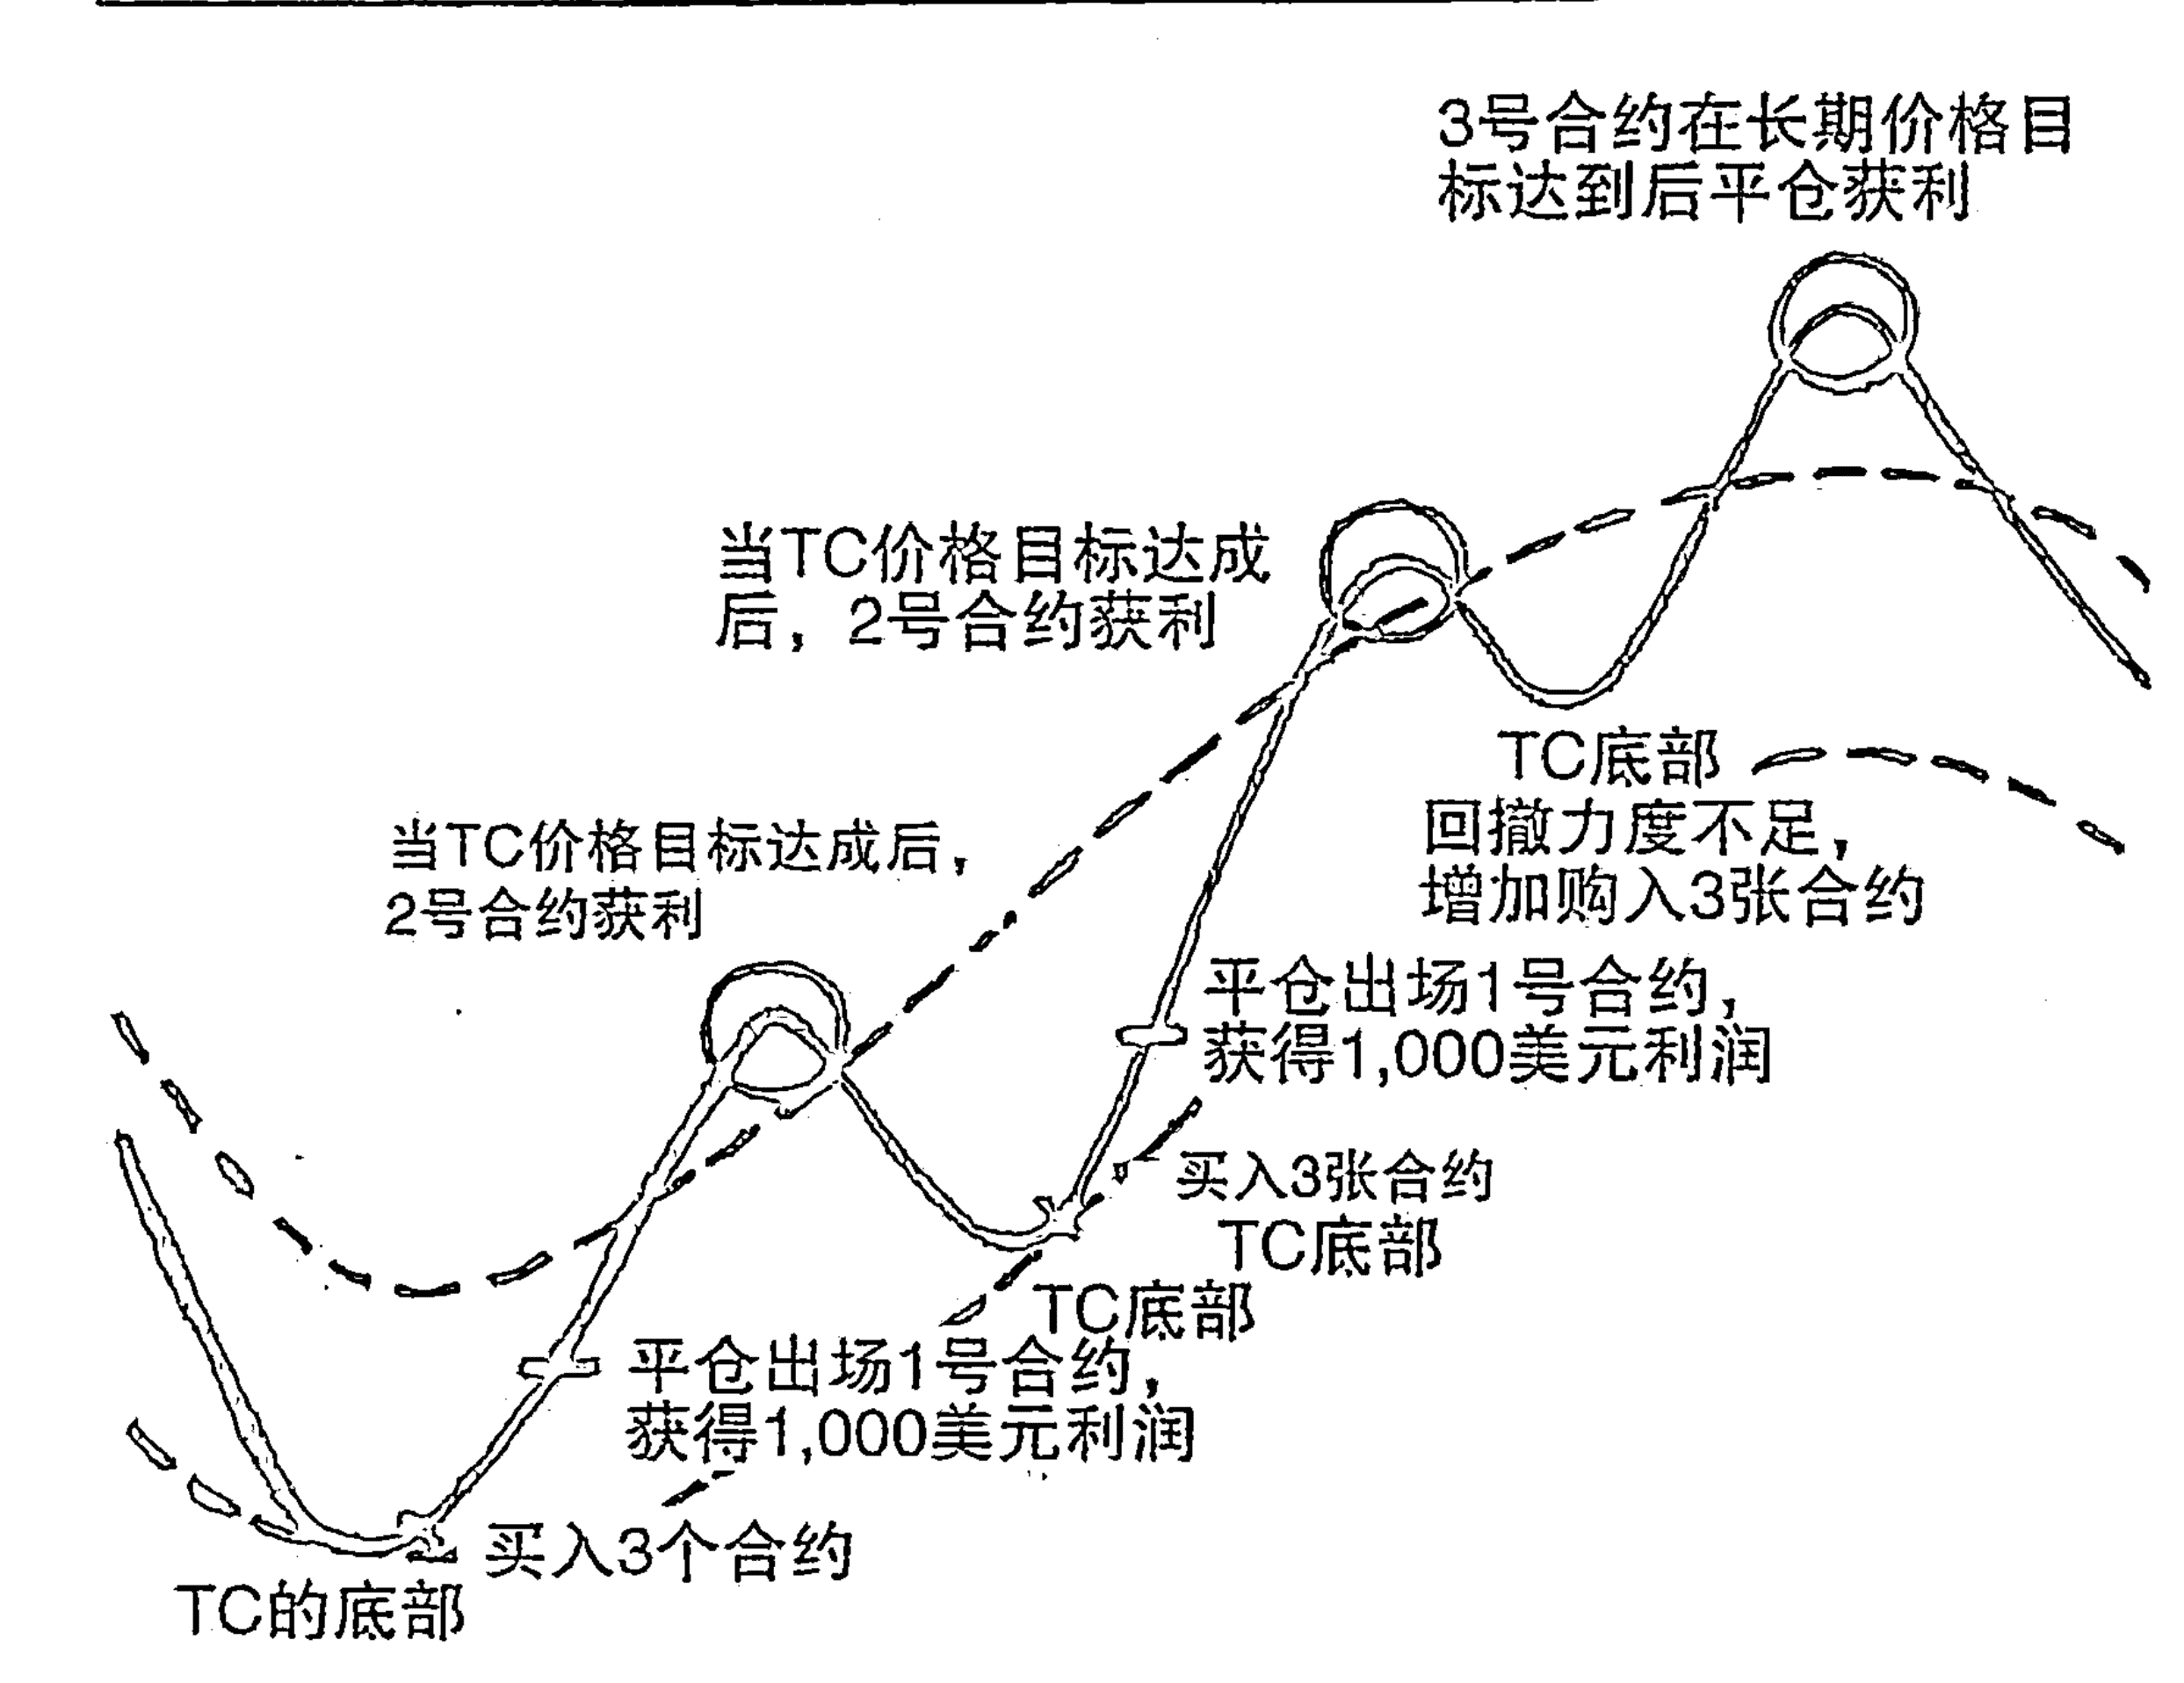 3号合约在长期价格目
标达到后平仓获利
当TC价格目标达成
后，2号合约获利
TC底部
回撤力度不足，
增加购入3张合约
当TC价格目标达成后，
2号合约获利
平仓出场1号合约，
获得1,000美元利润
买入3张合约
TC底部
TC底部
平仓出场1号合约，
获得1,000美元利润
买入3个合约
TC的底部